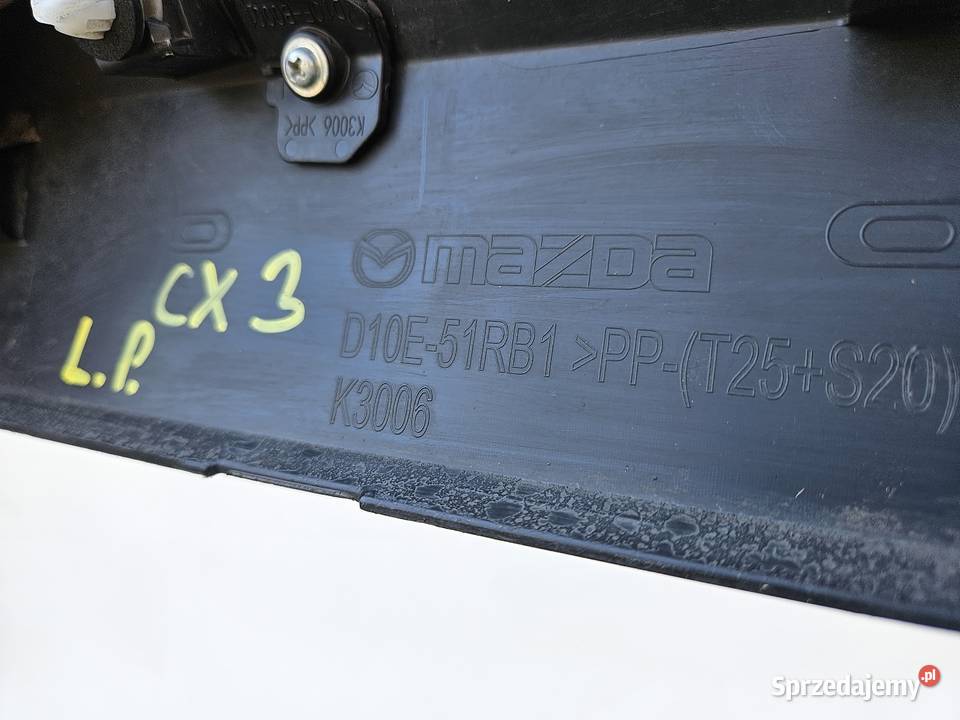 K3006 >PP<
mazda
CX 3
D10E-51RB1 >PP-(T25+S20)
L.P.
K3006
Sprzedajemy.pl